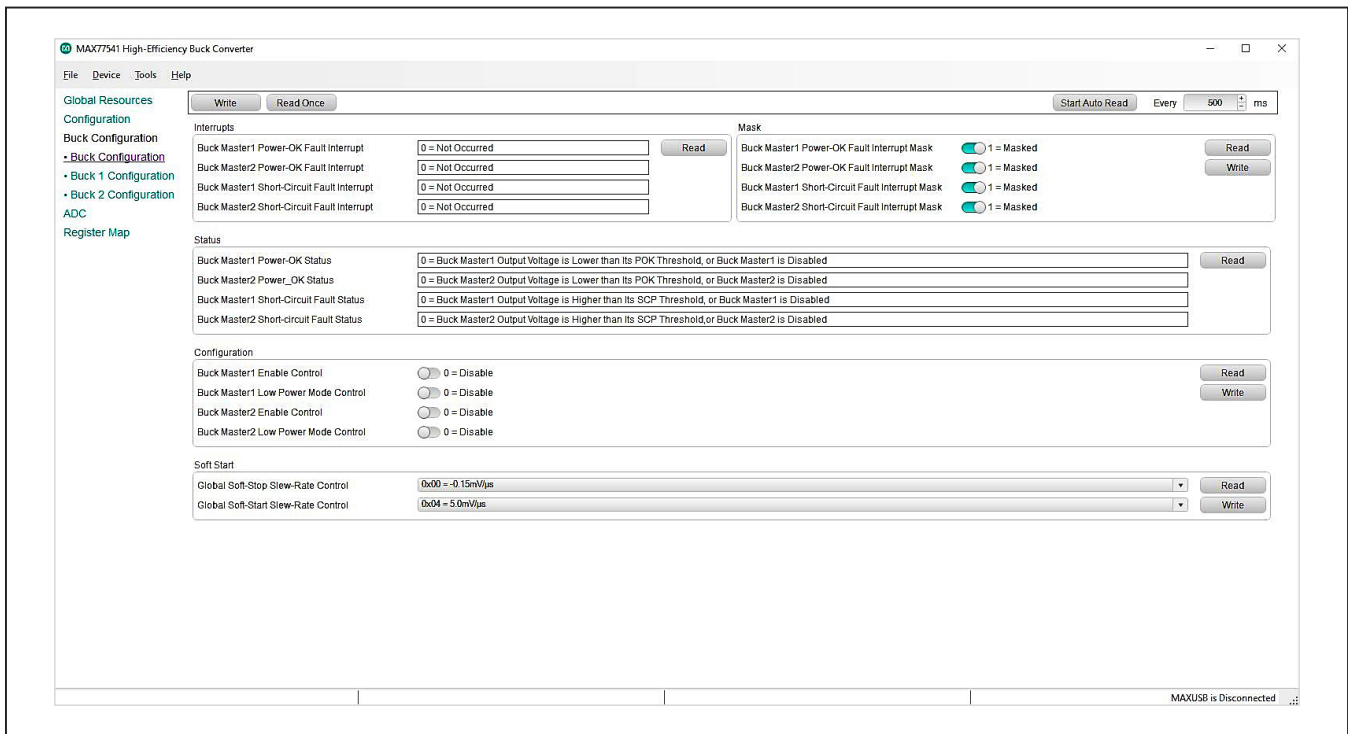 MAX77541 High-Efficiency Buck Converter
File Device Tools Help
Global Resources
Configuration
Buck Configuration
• Buck Configuration
• Buck 1 Configuration
• Buck 2 Configuration
ADC
Register Map
Write Read Once Start Auto Read Every 500 ms
Interrupts
Buck Master1 Power-OK Fault Interrupt 0 = Not Occurred Read
Buck Master2 Power-OK Fault Interrupt 0 = Not Occurred
Buck Master1 Short-Circuit Fault Interrupt 0 = Not Occurred
Buck Master2 Short-Circuit Fault Interrupt 0 = Not Occurred
Mask
Buck Master1 Power-OK Fault Interrupt Mask 1 = Masked Read
Buck Master2 Power-OK Fault Interrupt Mask 1 = Masked Write
Buck Master1 Short-Circuit Fault Interrupt Mask 1 = Masked
Buck Master2 Short-Circuit Fault Interrupt Mask 1 = Masked
Status
Buck Master1 Power-OK Status 0 = Buck Master1 Output Voltage is Lower than Its POK Threshold, or Buck Master1 is Disabled Read
Buck Master2 Power_OK Status 0 = Buck Master2 Output Voltage is Lower than Its POK Threshold, or Buck Master2 is Disabled
Buck Master1 Short-Circuit Fault Status 0 = Buck Master1 Output Voltage is Higher than Its SCP Threshold, or Buck Master1 is Disabled
Buck Master2 Short-circuit Fault Status 0 = Buck Master2 Output Voltage is Higher than Its SCP Threshold,or Buck Master2 is Disabled
Configuration
Buck Master1 Enable Control 0 = Disable Read
Buck Master1 Low Power Mode Control 0 = Disable Write
Buck Master2 Enable Control 0 = Disable
Buck Master2 Low Power Mode Control 0 = Disable
Soft Start
Global Soft-Stop Slew-Rate Control 0x00 = -0.15mV/µs Read
Global Soft-Start Slew-Rate Control 0x04 = 5.0mV/µs Write
MAXUSB is Disconnected